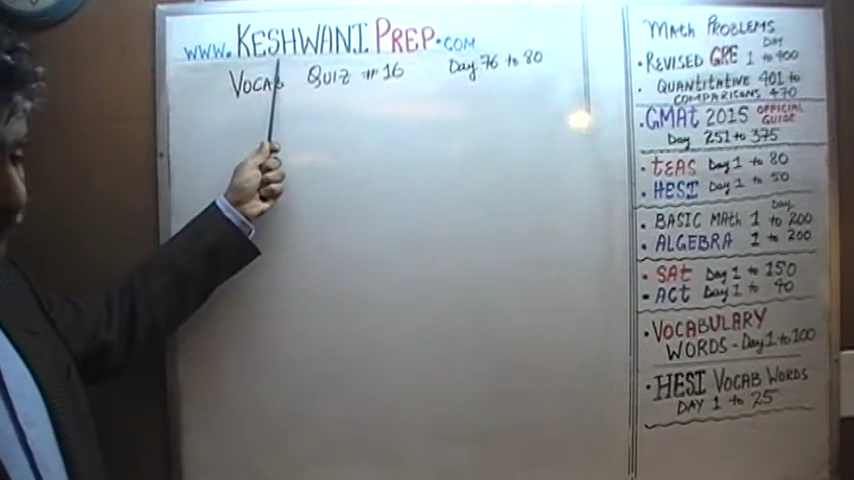 www.KESHWANI PREP.COM
VOCAB QUIZ # 16 Day 76 to 80
MATH PROBLEMS
DAY
• REVISED GRE 1 to 400
• QUANTITATIVE 401 to
COMPARISONS 470
• GMAT 2015 OFFICIAL GUIDE
Day 251 to 375
• TEAS Day 1 to 80
• HESI Day 1 to 50
Day
• BASIC MATH 1 to 200
• ALGEBRA 1 to 200
• SAT Day 1 to 150
• ACT Day 1 to 40
• VOCABULARY
WORDS - Day 1 to 100
• HESI VOCAB WORDS
DAY 1 to 25